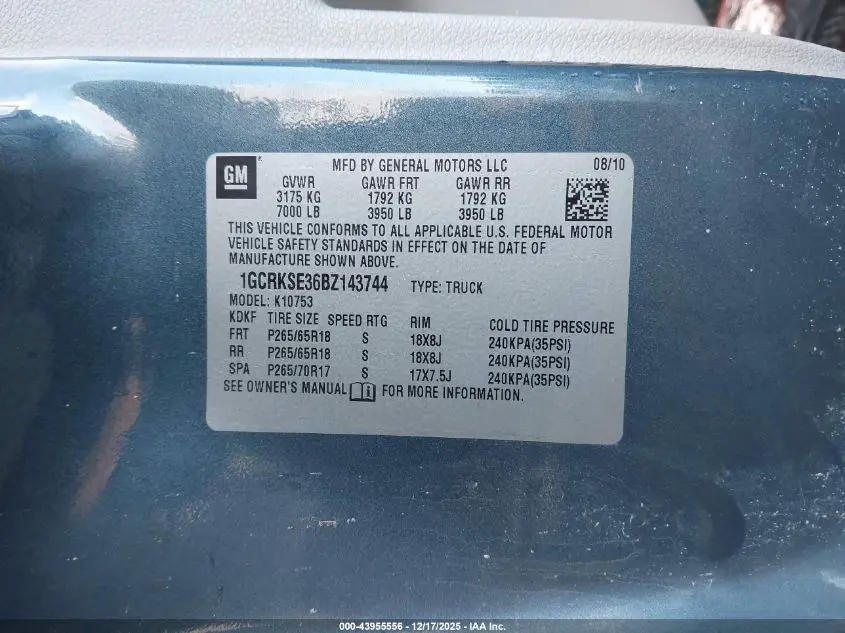 GM
MFD BY GENERAL MOTORS LLC 08/10
GVWR GAWR FRT GAWR RR
3175 KG 1792 KG 1792 KG
7000 LB 3950 LB 3950 LB
THIS VEHICLE CONFORMS TO ALL APPLICABLE U.S. FEDERAL MOTOR
VEHICLE SAFETY STANDARDS IN EFFECT ON THE DATE OF
MANUFACTURE SHOWN ABOVE.
1GCRKSE36BZ143744 TYPE: TRUCK
MODEL: K10753
KDKF TIRE SIZE SPEED RTG RIM COLD TIRE PRESSURE
FRT P265/65R18 S 18X8J 240KPA(35PSI)
RR P265/65R18 S 18X8J 240KPA(35PSI)
SPA P265/70R17 S 17X7.5J 240KPA(35PSI)
SEE OWNER'S MANUAL FOR MORE INFORMATION.
000-43955556 - 12/17/2025 - IAA Inc.